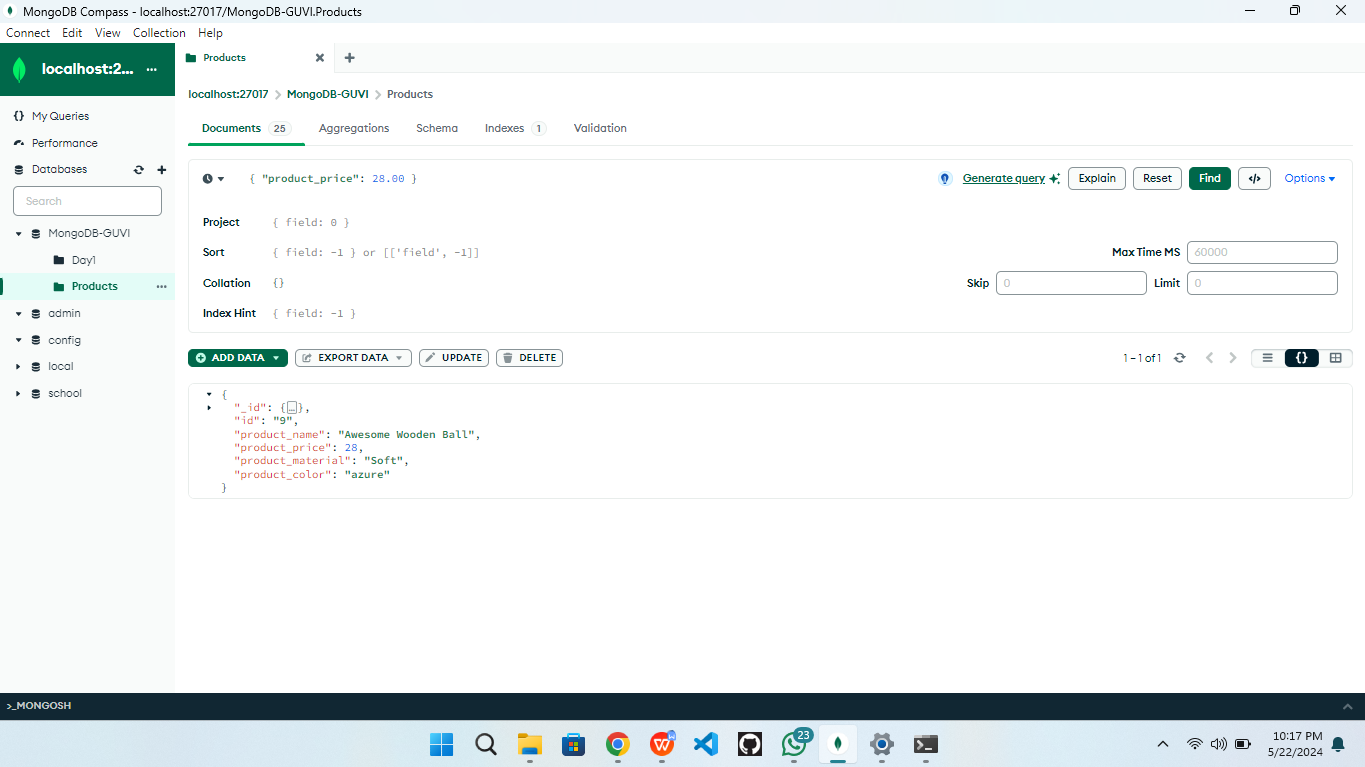 MongoDB Compass - localhost:27017/MongoDB-GUVI.Products
Connect Edit View Collection Help
localhost:2... ...
Products
localhost:27017 > MongoDB-GUVI > Products
{} My Queries
Performance
Databases
Search
MongoDB-GUVI
Day1
Products ...
admin
config
local
school
Documents 25 Aggregations Schema Indexes 1 Validation
{ "product_price": 28.00 }
Generate query Explain Reset Find </> Options
Project { field: 0 }
Sort { field: -1 } or [['field', -1]] Max Time MS 60000
Collation {} Skip 0 Limit 0
Index Hint { field: -1 }
ADD DATA EXPORT DATA UPDATE DELETE 1 – 1 of 1 {}
{
"_id": {...},
"id": "9",
"product_name": "Awesome Wooden Ball",
"product_price": 28,
"product_material": "Soft",
"product_color": "azure"
}
>_MONGOSH
23
10:17 PM
5/22/2024